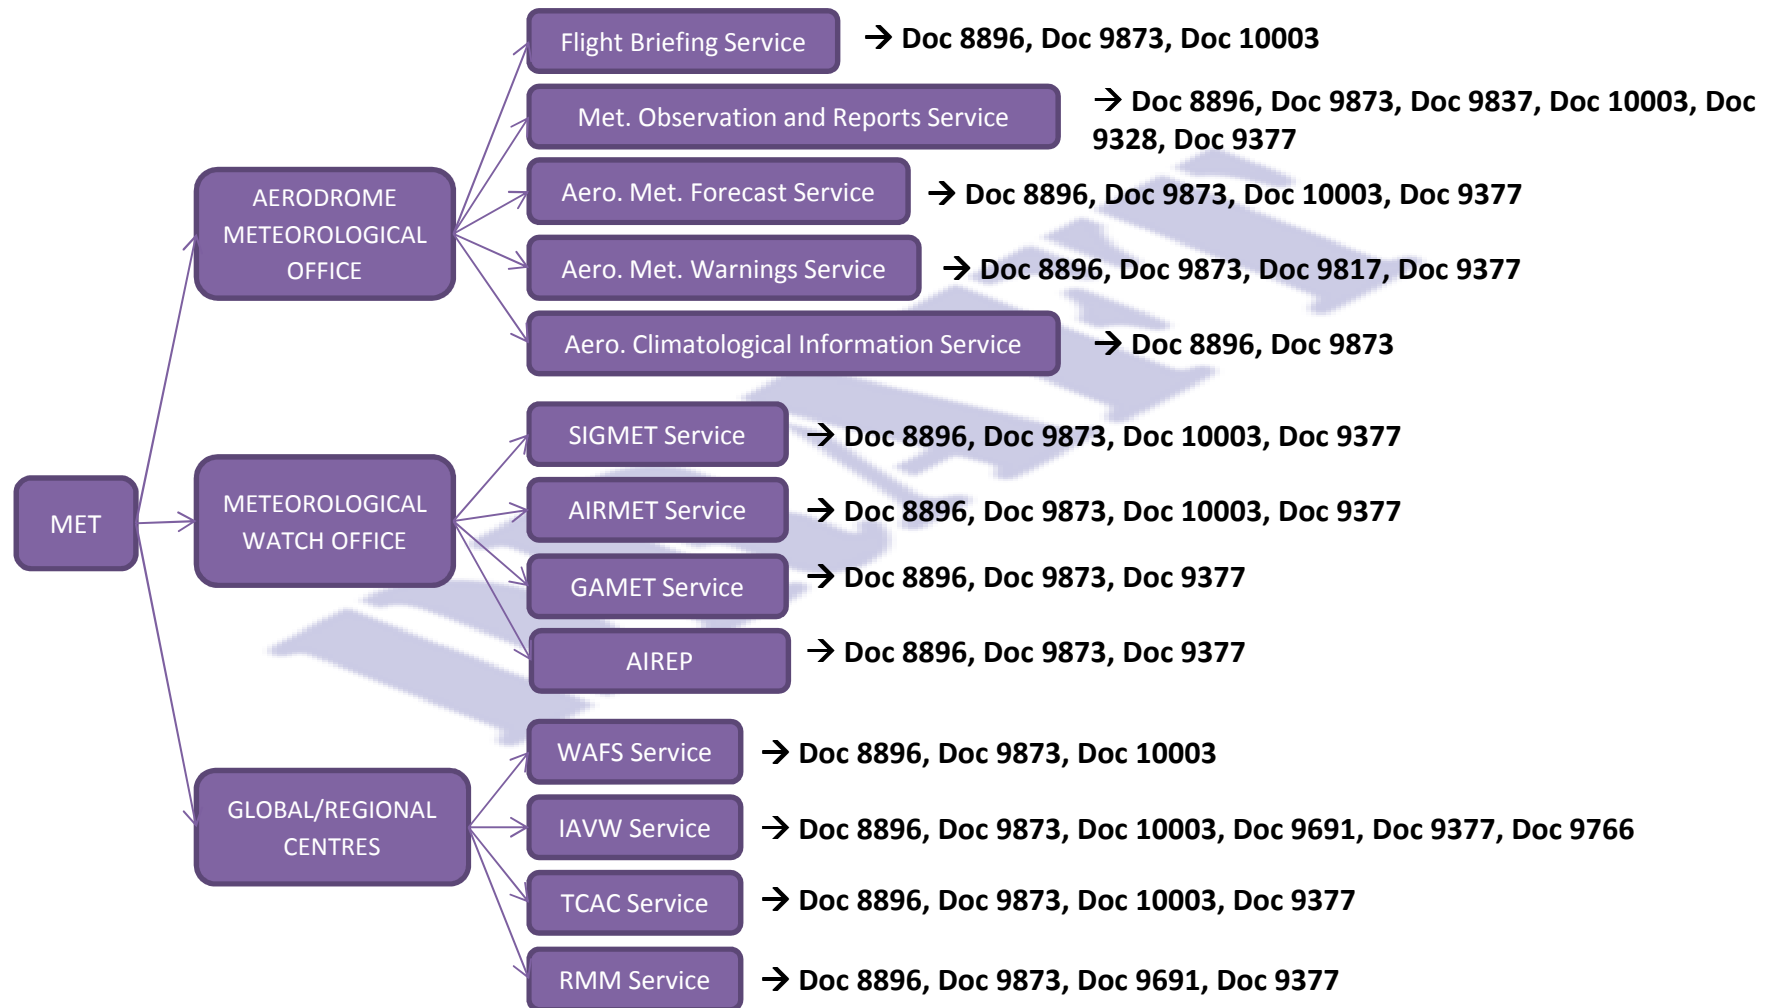 Flight Briefing Service
→ Doc 8896, Doc 9873, Doc 10003
Met. Observation and Reports Service
→ Doc 8896, Doc 9873, Doc 9837, Doc 10003, Doc
9328, Doc 9377
AERODROME
METEOROLOGICAL
OFFICE
Aero. Met. Forecast Service
→ Doc 8896, Doc 9873, Doc 10003, Doc 9377
Aero. Met. Warnings Service
→ Doc 8896, Doc 9873, Doc 9817, Doc 9377
Aero. Climatological Information Service
→ Doc 8896, Doc 9873
MET
METEOROLOGICAL
WATCH OFFICE
SIGMET Service
→ Doc 8896, Doc 9873, Doc 10003, Doc 9377
AIRMET Service
→ Doc 8896, Doc 9873, Doc 10003, Doc 9377
GAMET Service
→ Doc 8896, Doc 9873, Doc 9377
AIREP
→ Doc 8896, Doc 9873, Doc 9377
GLOBAL/REGIONAL
CENTRES
WAFS Service
→ Doc 8896, Doc 9873, Doc 10003
IAVW Service
→ Doc 8896, Doc 9873, Doc 10003, Doc 9691, Doc 9377, Doc 9766
TCAC Service
→ Doc 8896, Doc 9873, Doc 10003, Doc 9377
RMM Service
→ Doc 8896, Doc 9873, Doc 9691, Doc 9377